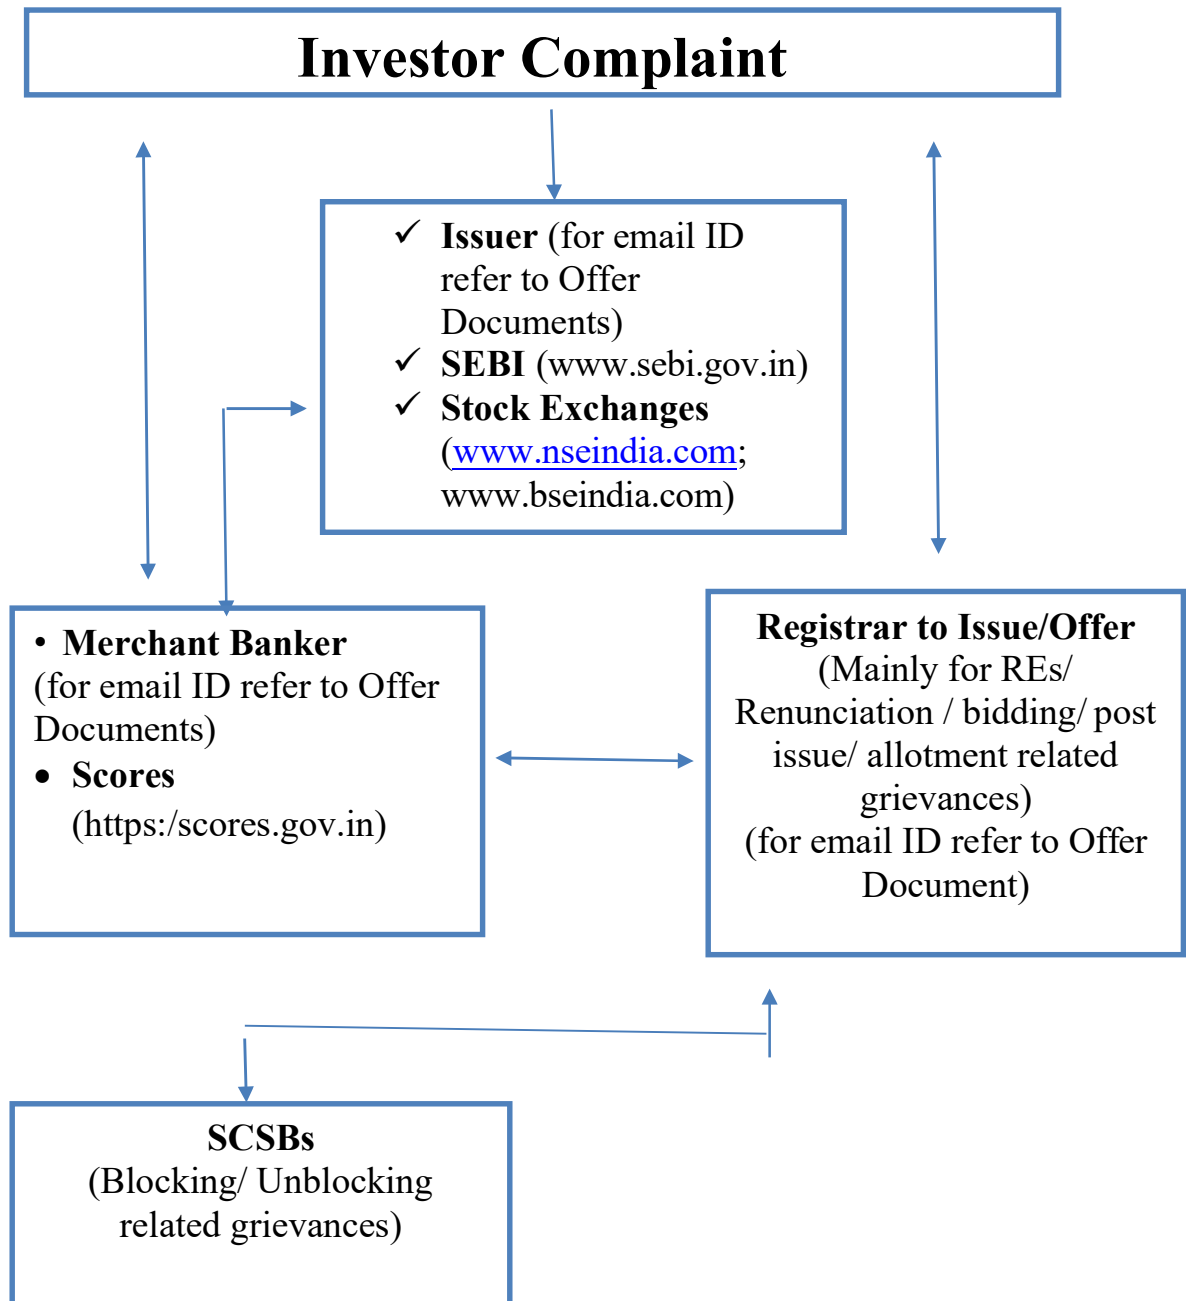 Investor Complaint
✓ Issuer (for email ID
refer to Offer
Documents)
✓ SEBI (www.sebi.gov.in)
✓ Stock Exchanges
(www.nseindia.com;
www.bseindia.com)
• Merchant Banker
(for email ID refer to Offer
Documents)
• Scores
(https:/scores.gov.in)
Registrar to Issue/Offer
(Mainly for REs/
Renunciation / bidding/ post
issue/ allotment related
grievances)
(for email ID refer to Offer
Document)
SCSBs
(Blocking/ Unblocking
related grievances)